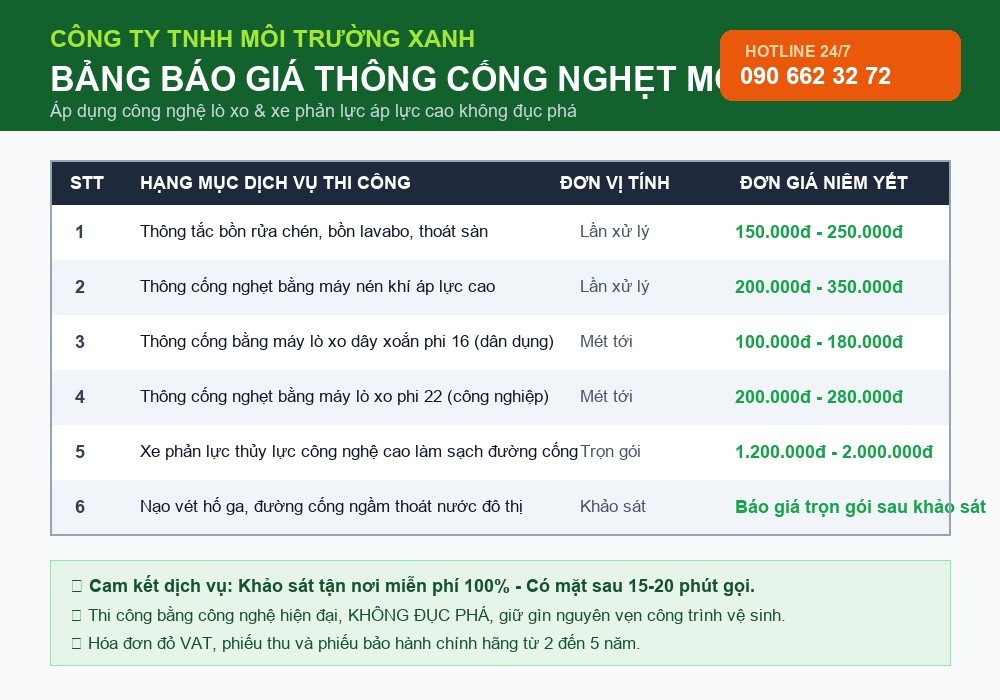 CÔNG TY TNHH MÔI TRƯỜNG XANH
BẢNG BÁO GIÁ THÔNG CỐNG NGHẸT
Áp dụng công nghệ lò xo & xe phản lực áp lực cao không đục phá
HOTLINE 24/7
090 662 32 72
STT HẠNG MỤC DỊCH VỤ THI CÔNG ĐƠN VỊ TÍNH ĐƠN GIÁ NIÊM YẾT
1 Thông tắc bồn rửa chén, bồn lavabo, thoát sàn Lần xử lý 150.000đ - 250.000đ
2 Thông cống nghẹt bằng máy nén khí áp lực cao Lần xử lý 200.000đ - 350.000đ
3 Thông cống bằng máy lò xo dây xoắn phi 16 (dân dụng) Mét tới 100.000đ - 180.000đ
4 Thông cống nghẹt bằng máy lò xo phi 22 (công nghiệp) Mét tới 200.000đ - 280.000đ
5 Xe phản lực thủy lực công nghệ cao làm sạch đường cống Trọn gói 1.200.000đ - 2.000.000đ
6 Nạo vét hố ga, đường cống ngầm thoát nước đô thị Khảo sát Báo giá trọn gói sau khảo sát
Cam kết dịch vụ: Khảo sát tận nơi miễn phí 100% - Có mặt sau 15-20 phút gọi.
Thi công bằng công nghệ hiện đại, KHÔNG ĐỤC PHÁ, giữ gìn nguyên vẹn công trình vệ sinh.
Hóa đơn đỏ VAT, phiếu thu và phiếu bảo hành chính hãng từ 2 đến 5 năm.